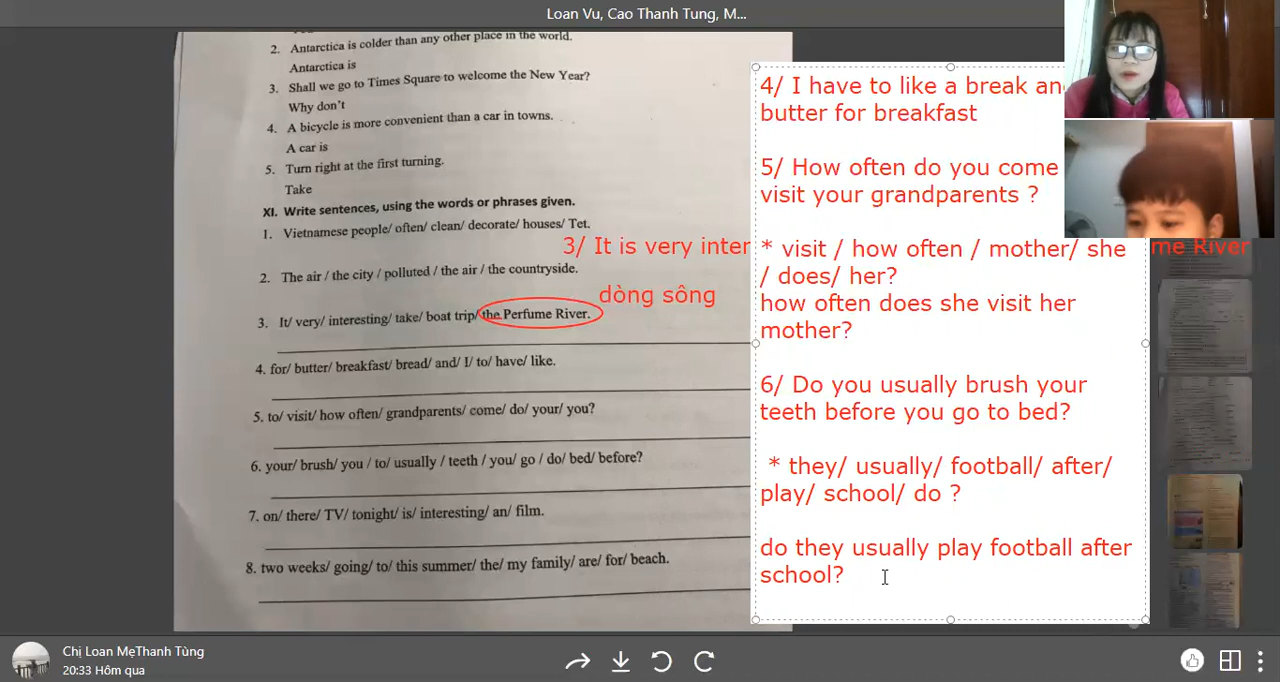 Loan Vu, Cao Thanh Tung, M...
2. Antarctica is colder than any other place in the world.
Antarctica is
3. Shall we go to Times Square to welcome the New Year?
Why don't
4. A bicycle is more convenient than a car in towns.
A car is
5. Turn right at the first turning.
Take
XI. Write sentences, using the words or phrases given.
1. Vietnamese people/ often/ clean/ decorate/ houses/ Tet.
3/ It is very inter
me River
2. The air / the city / polluted / the air / the countryside.
dòng sông
3. It/ very/ interesting/ take/ boat trip/ the Perfume River.
4. for/ butter/ breakfast/ bread/ and/ I/ to/ have/ like.
5. to/ visit/ how often/ grandparents/ come/ do/ your/ you?
6. your/ brush/ you / to/ usually / teeth / you/ go / do/ bed/ before?
7. on/ there/ TV/ tonight/ is/ interesting/ an/ film.
8. two weeks/ going/ to/ this summer/ the/ my family/ are/ for/ beach.
4/ I have to like a break an
butter for breakfast
5/ How often do you come
visit your grandparents ?
* visit / how often / mother/ she
/ does/ her?
how often does she visit her
mother?
6/ Do you usually brush your
teeth before you go to bed?
* they/ usually/ football/ after/
play/ school/ do ?
do they usually play football after
school?
Chị Loan MẹThanh Tùng
20:33 Hôm qua